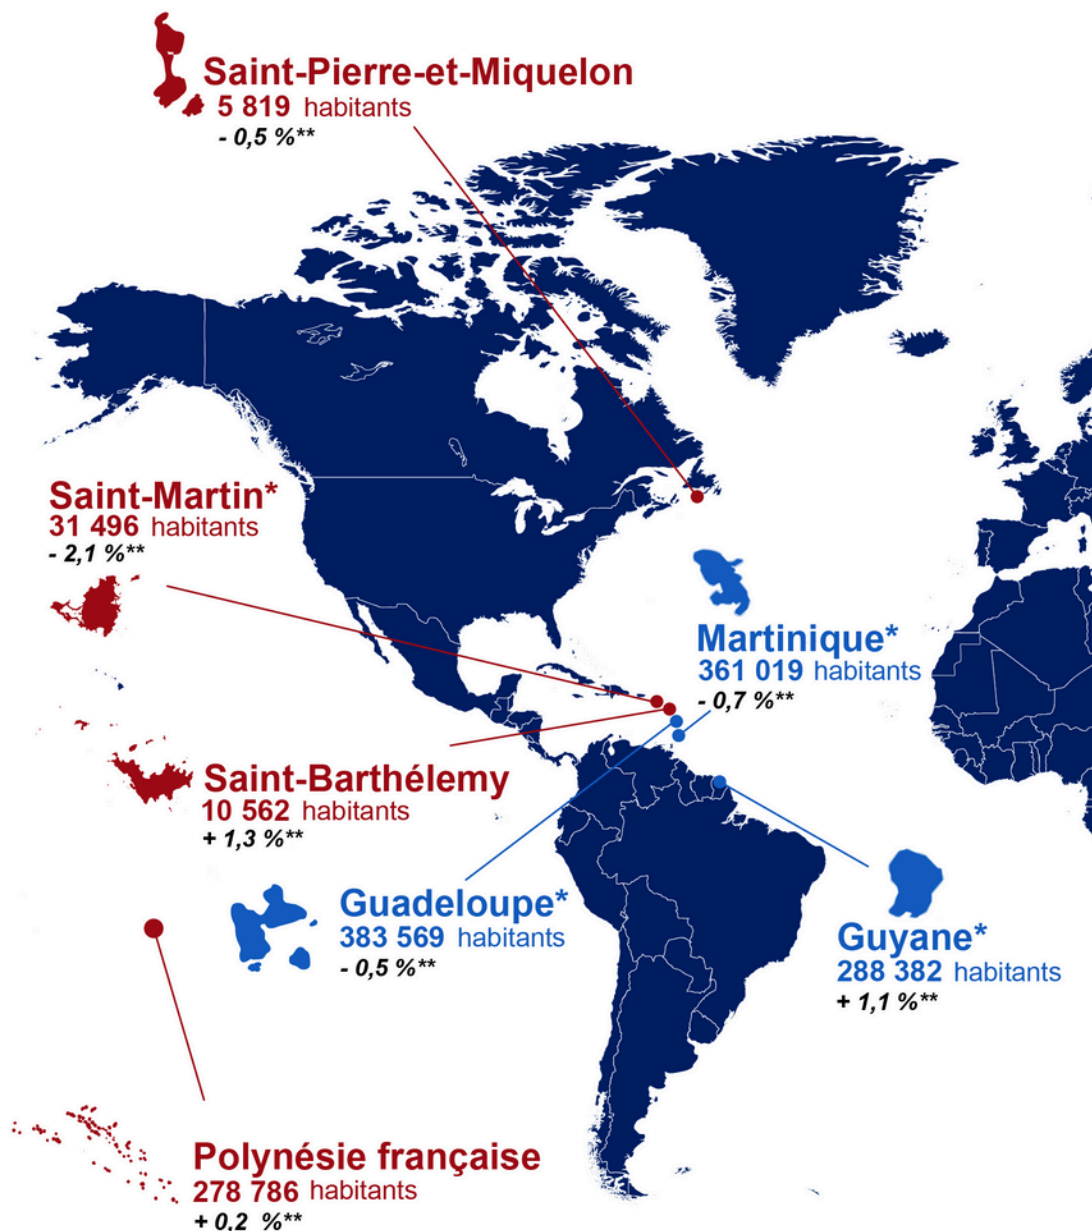 Saint-Pierre-et-Miquelon
5 819 habitants
- 0,5 %**
Saint-Martin*
31 496 habitants
- 2,1 %**
Martinique*
361 019 habitants
- 0,7 %**
Saint-Barthélemy
10 562 habitants
+ 1,3 %**
Guadeloupe*
383 569 habitants
- 0,5 %**
Guyane*
288 382 habitants
+ 1,1 %**
Polynésie française
278 786 habitants
+ 0,2 %**